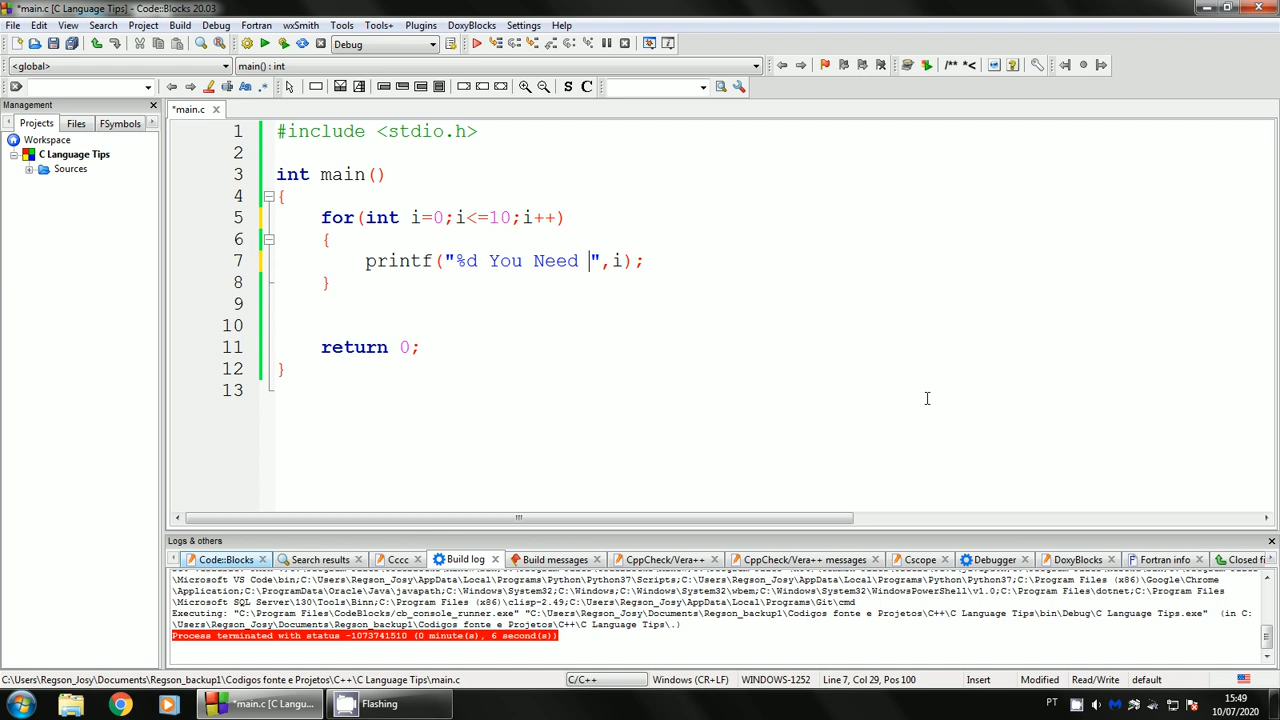 *main.c [C Language Tips] - Code::Blocks 20.03
File Edit View Search Project Build Debug Fortran wxSmith Tools Tools+ Plugins DoxyBlocks Settings Help
Debug
<global> main() : int /** *<
S C
Management
Projects Files FSymbols
Workspace
C Language Tips
Sources
*main.c
1 #include <stdio.h>
2
3 int main()
4 {
5 for(int i=0;i<=10;i++)
6 {
7 printf("%d You Need ",i);
8 }
9
10
11 return 0;
12 }
13
Logs & others
Code::Blocks Search results Cccc Build log Build messages CppCheck/Vera++ CppCheck/Vera++ messages Cscope Debugger DoxyBlocks Fortran info Closed fi
\Microsoft VS Code\bin;C:\Users\Regson_Josy\AppData\Local\Programs\Python\Python37\Scripts;C:\Users\Regson_Josy\AppData\Local\Programs\Python\Python37;C:\Program Files (x86)\Google\Chrome
\Application;C:\ProgramData\Oracle\Java\javapath;C:\Windows\System32;C:\Windows;C:\Windows\System32\wbem;C:\Windows\System32\WindowsPowerShell\v1.0;C:\Program Files\dotnet;C:\Program Files (x86)
\Microsoft SQL Server\130\Tools\Binn;C:\Program Files (x86)\clisp-2.49;C:\Users\Regson_Josy\AppData\Local\Programs\Git\cmd
Executing: "C:\Program Files\CodeBlocks/cb_console_runner.exe" "C:\Users\Regson_Josy\Documents\Regson_backup1\Codigos fonte e Projetos\C++\C Language Tips\bin\Debug\C Language Tips.exe" (in C:
\Users\Regson_Josy\Documents\Regson_backup1\Codigos fonte e Projetos\C++\C Language Tips\.)
Process terminated with status -1073741510 (0 minute(s), 6 second(s))
C:\Users\Regson_Josy\Documents\Regson_backup1\Codigos fonte e Projetos\C++\C Language Tips\main.c C/C++ Windows (CR+LF) WINDOWS-1252 Line 7, Col 29, Pos 100 Insert Modified Read/Write default
*main.c [C Langu... Flashing PT 15:49
10/07/2020